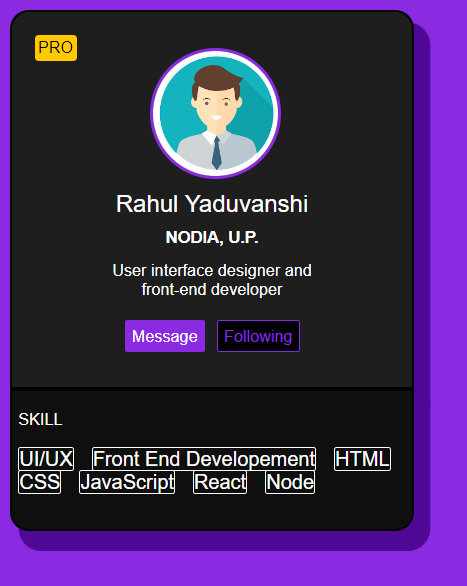 PRO
Rahul Yaduvanshi
NODIA, U.P.
User interface designer and
front-end developer
Message Following
SKILL
UI/UX Front End Developement HTML
CSS JavaScript React Node